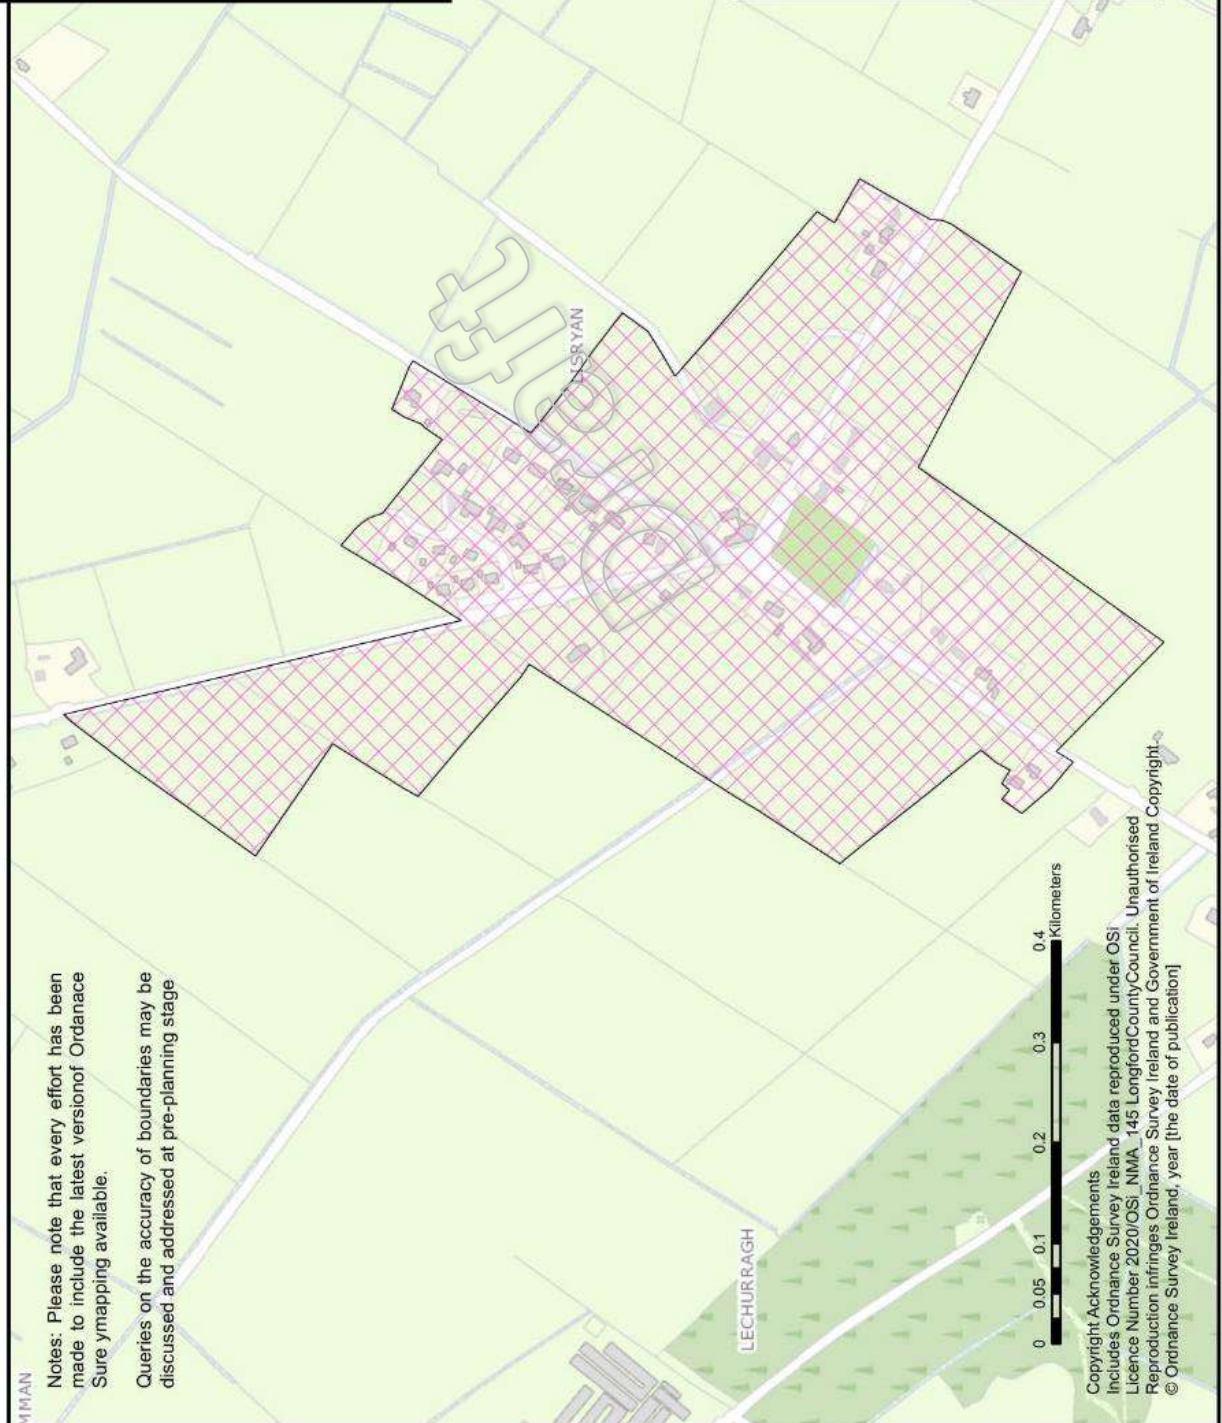 MMAN
Notes: Please note that every effort has been
made to include the latest versionof Ordanace
Sure ymapping available.
Queries on the accuracy of boundaries may be
discussed and addressed at pre-planning stage
LISRYAN
Draft
LECHURRAGH
0 0.05 0.1 0.2 0.3 0.4
Kilometers
Copyright Acknowledgements
Includes Ordnance Survey Ireland data reproduced under OSi
Licence Number 2020/OSi_NMA_145 LongfordCountyCouncil. Unauthorised
Reproduction infringes Ordnance Survey Ireland and Government of Ireland Copyright.
© Ordnance Survey Ireland, year [the date of publication]